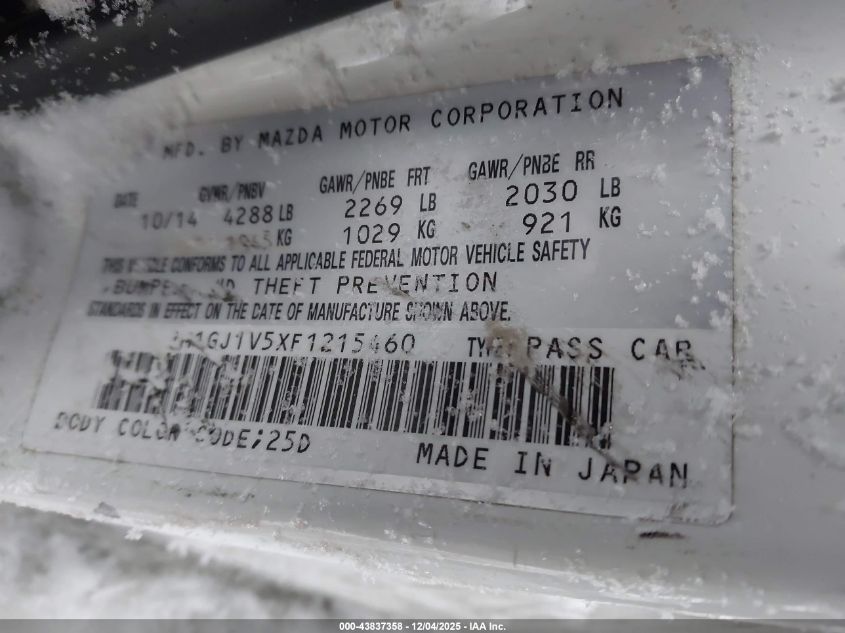 MFD. BY MAZDA MOTOR CORPORATION
DATE GVWR/PNBV GAWR/PNBE FRT GAWR/PNBE RR
10/14 4288 LB 2269 LB 2030 LB
KG 1029 KG 921 KG
THIS CONFORMS TO ALL APPLICABLE FEDERAL MOTOR VEHICLE SAFETY
THEFT PREVENTION
STANDARDS IN EFFECT ON THE DATE OF MANUFACTURE SHOWN ABOVE.
PASS CAR
BODY COLOR CODE;25D
MADE IN JAPAN
000-43837358 - 12/04/2025 - IAA Inc.